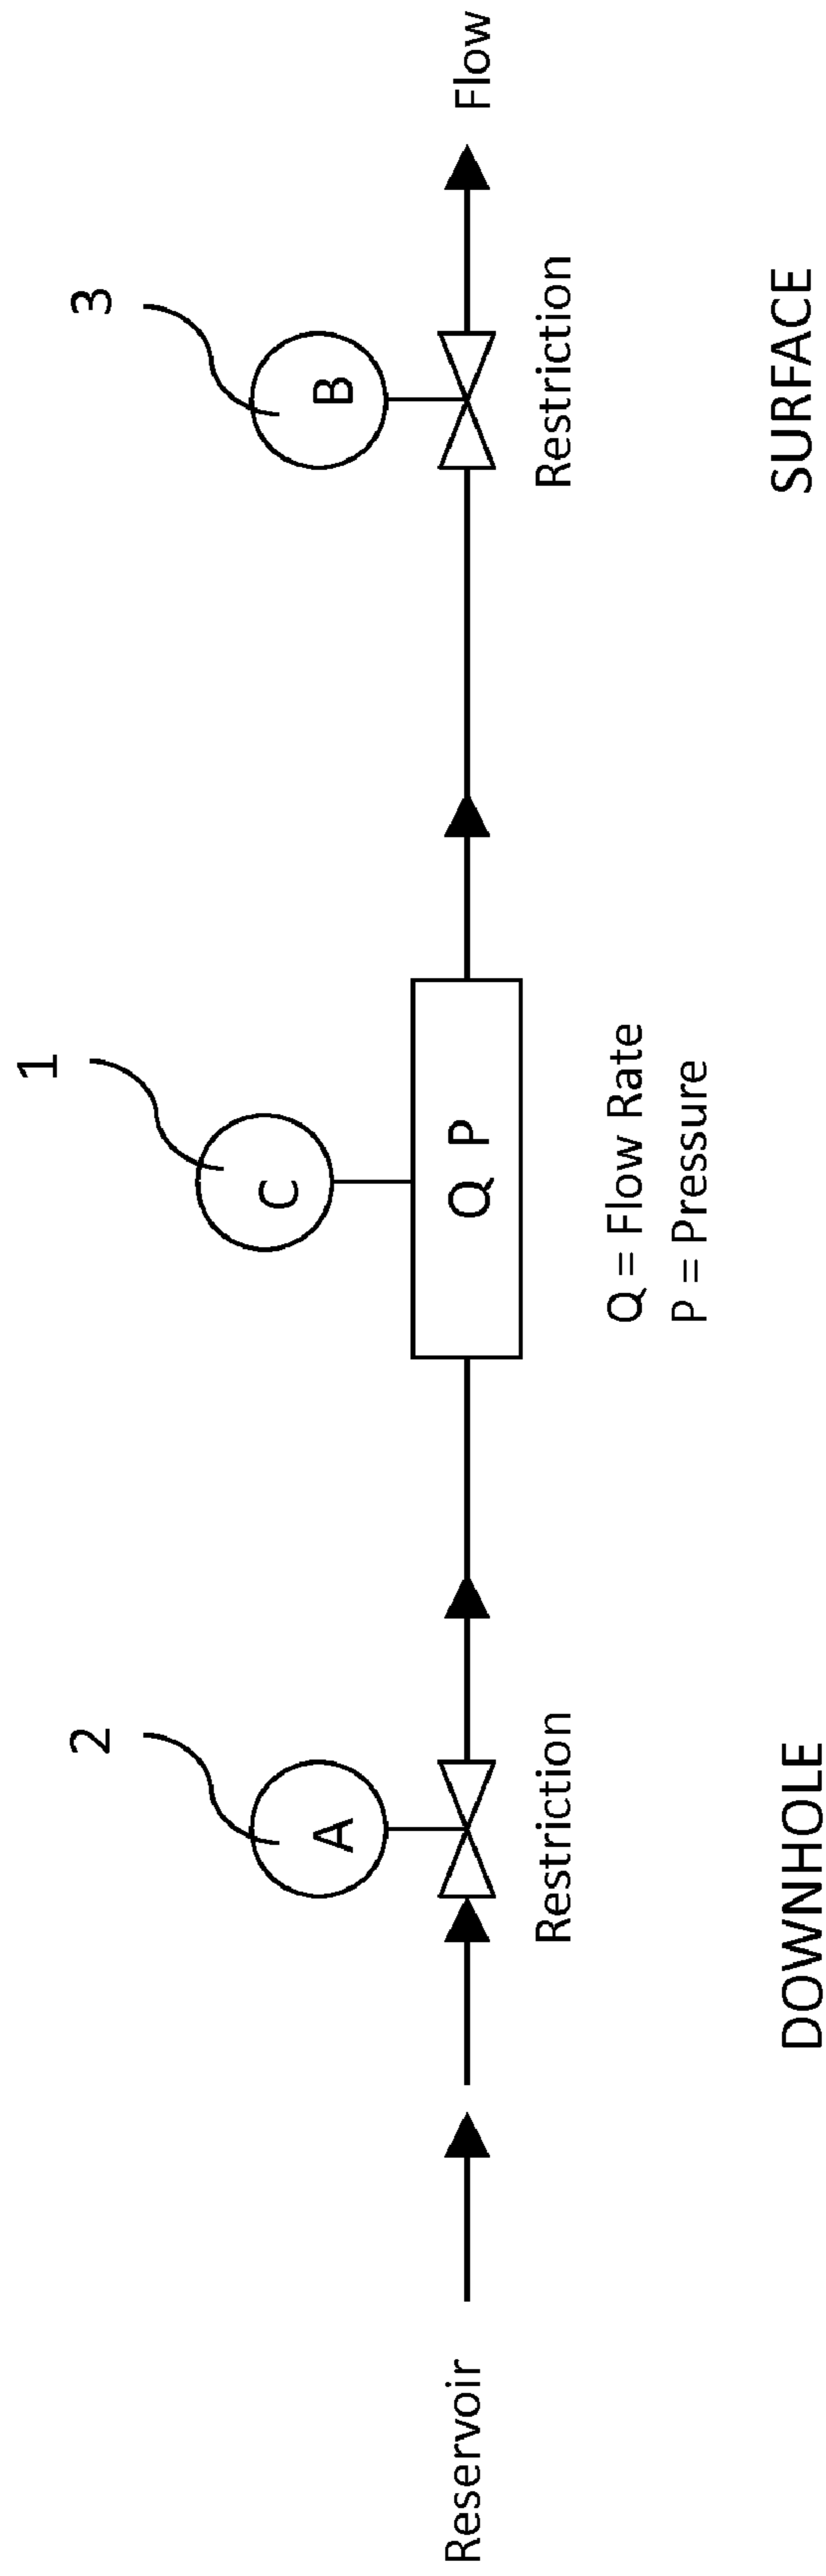 2
1
3
A
C
B
Reservoir
Q P
Flow
Restriction
Restriction
Q = Flow Rate
P = Pressure
DOWNHOLE
SURFACE